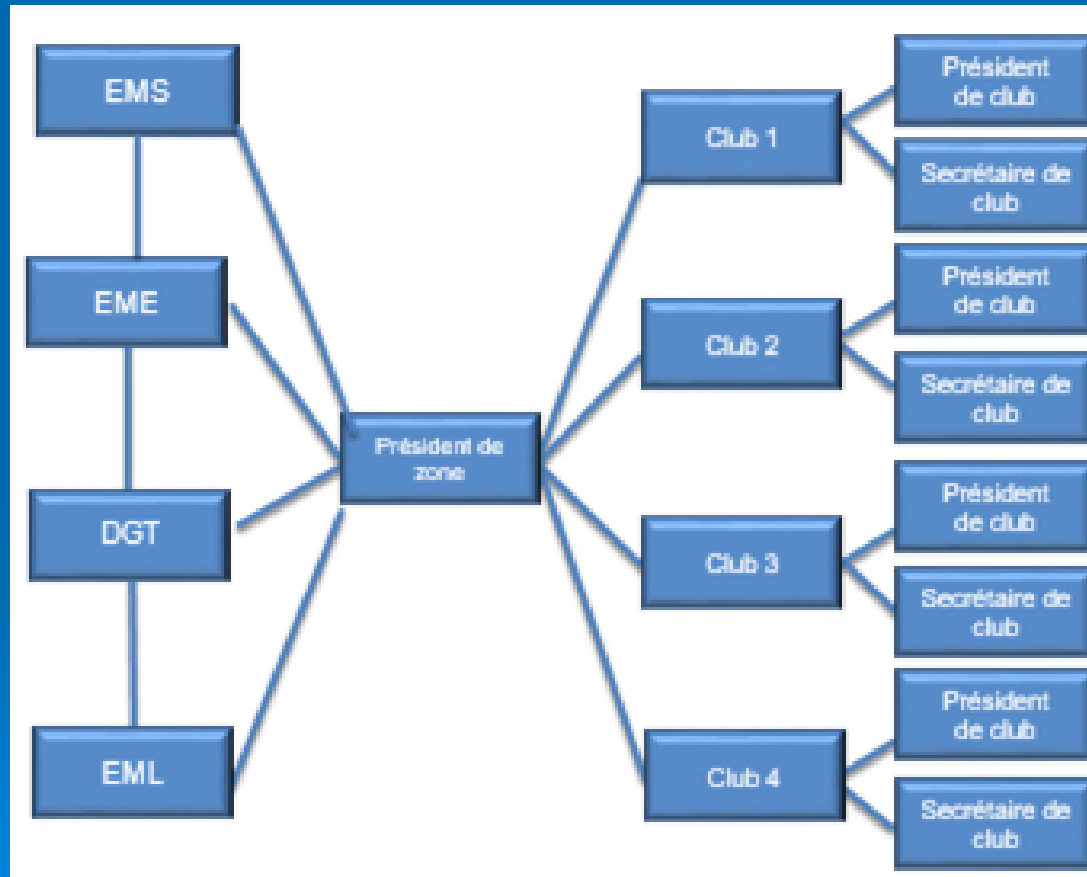 EMS
EME
DGT
EML
Président de
zone
Club 1
Président
de club
Secrétaire de
club
Club 2
Président
de club
Secrétaire de
club
Club 3
Président
de club
Secrétaire de
club
Club 4
Président
de club
Secrétaire de
club